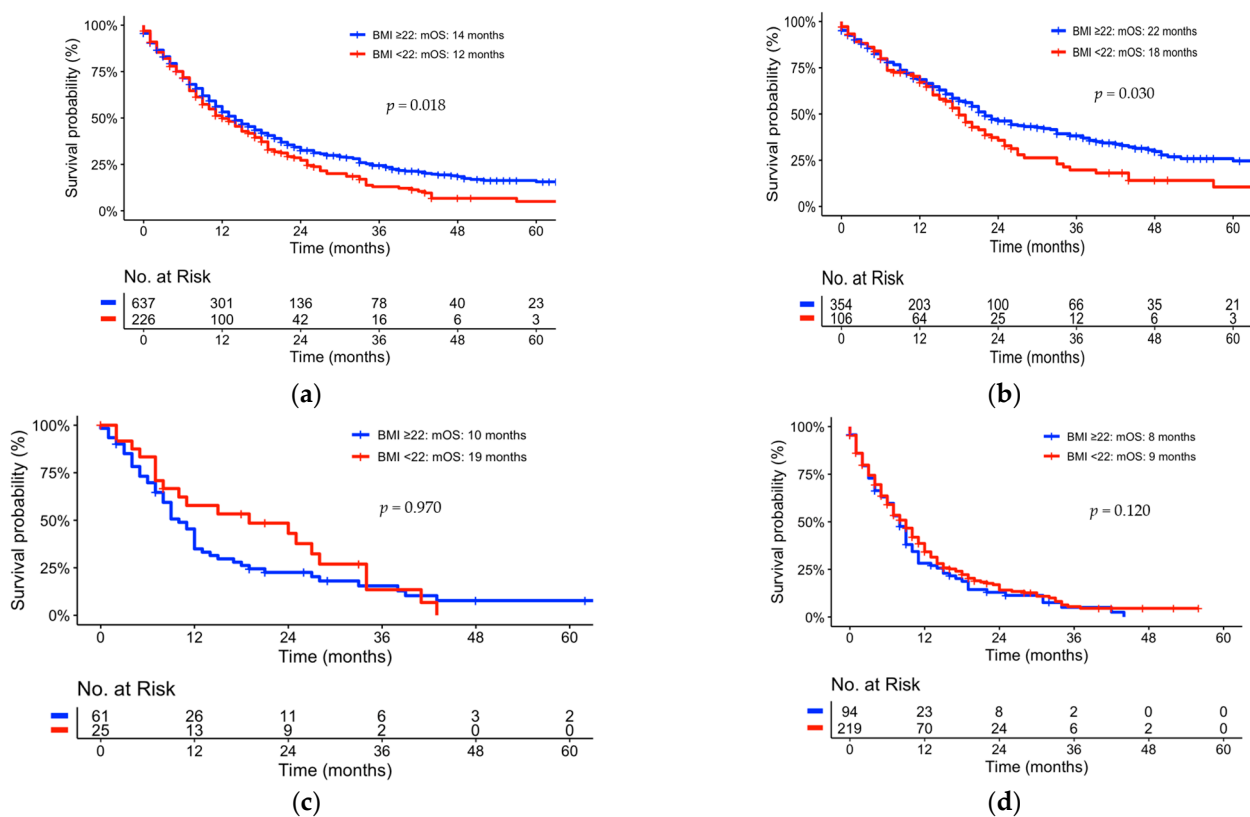 100%
75%
50%
25%
0%
Survival probability (%)
BMI ≥22: mOS: 14 months
BMI <22: mOS: 12 months
p = 0.018
0 12 24 36 48 60
Time (months)
No. at Risk
637 301 136 78 40 23
226 100 42 16 6 3
0 12 24 36 48 60
Time (months)
(a)
100%
75%
50%
25%
0%
Survival probability (%)
BMI ≥22: mOS: 22 months
BMI <22: mOS: 18 months
p = 0.030
0 12 24 36 48 60
Time (months)
No. at Risk
354 203 100 66 35 21
106 64 25 12 6 3
0 12 24 36 48 60
Time (months)
(b)
100%
75%
50%
25%
0%
Survival probability (%)
BMI ≥22: mOS: 10 months
BMI <22: mOS: 19 months
p = 0.970
0 12 24 36 48 60
Time (months)
No. at Risk
61 26 11 6 3 2
25 13 9 2 0 0
0 12 24 36 48 60
Time (months)
(c)
100%
75%
50%
25%
0%
Survival probability (%)
BMI ≥22: mOS: 8 months
BMI <22: mOS: 9 months
p = 0.120
0 12 24 36 48 60
Time (months)
No. at Risk
94 23 8 2 0 0
219 70 24 6 2 0
0 12 24 36 48 60
Time (months)
(d)